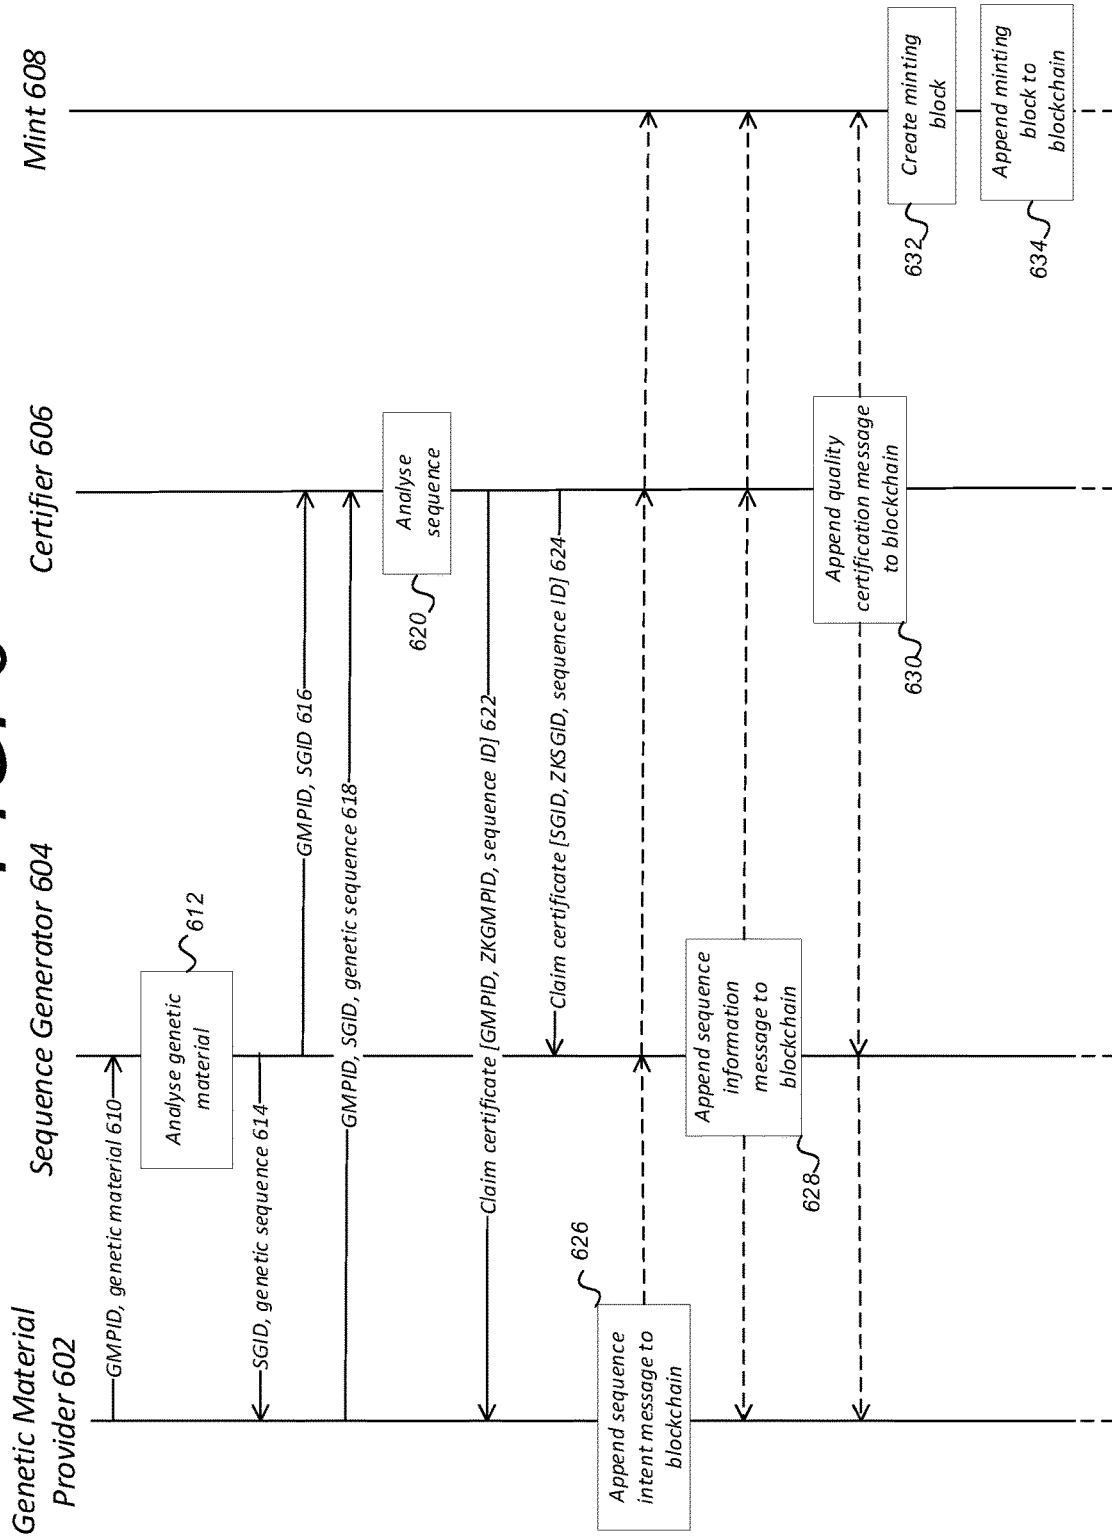 Genetic Material
Provider 602
Sequence Generator 604
Certifier 606
Mint 608
GMPID, genetic material 610
Analyse genetic
material
612
SGID, genetic sequence 614
GMPID, SGID 616
GMPID, SGID, genetic sequence 618
Analyse
sequence
620
Claim certificate [GMPID, ZKGMPID, sequence ID] 622
Claim certificate [SGID, ZKSGID, sequence ID] 624
Append sequence
intent message to
blockchain
626
Append sequence
information
message to
blockchain
628
Append quality
certification message
to blockchain
630
Create minting
block
632
Append minting
block to
blockchain
634